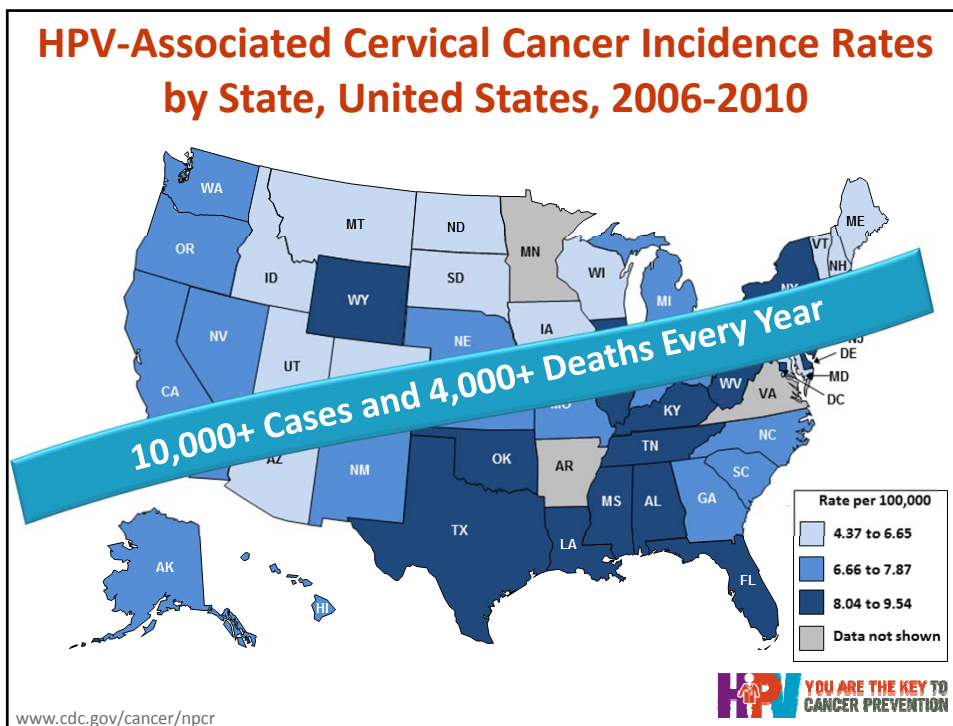 HPV-Associated Cervical Cancer Incidence Rates
by State, United States, 2006-2010
WA
MT
ND
ME
OR
MN
VT
NH
ID
SD
WI
WY
MI
NY
NV
NE
IA
NJ
UT
DE
CA
MD
WV
VA
DC
10,000+ Cases and 4,000+ Deaths Every Year
MO
KY
AZ
NM
OK
AR
TN
NC
SC
MS
AL
GA
TX
LA
FL
AK
HI
Rate per 100,000
4.37 to 6.65
6.66 to 7.87
8.04 to 9.54
Data not shown
HPV
YOU ARE THE KEY TO
CANCER PREVENTION
www.cdc.gov/cancer/npcr